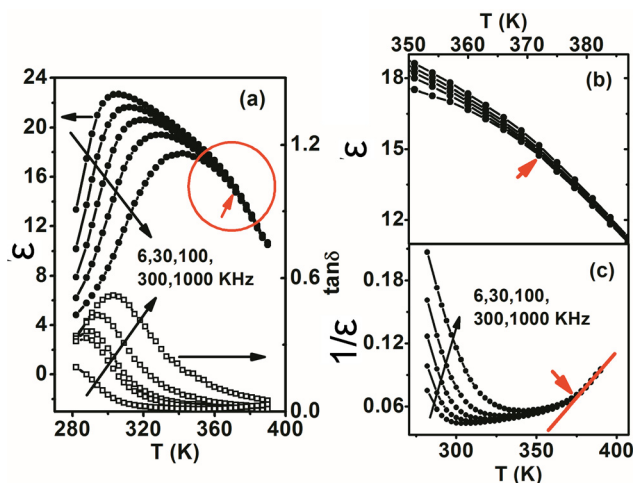 (a)
24
20
16
12
8
4
0
'ε
1.2
0.6
0.0
tanδ
6,30,100,
300,1000 KHz
280 320 360 400
T (K)
T (K)
350 360 370 380
(b)
18
15
11
'ε
(c)
0.18
0.12
0.06
1/ε
6,30,100,
300,1000 KHz
300 350 400
T (K)